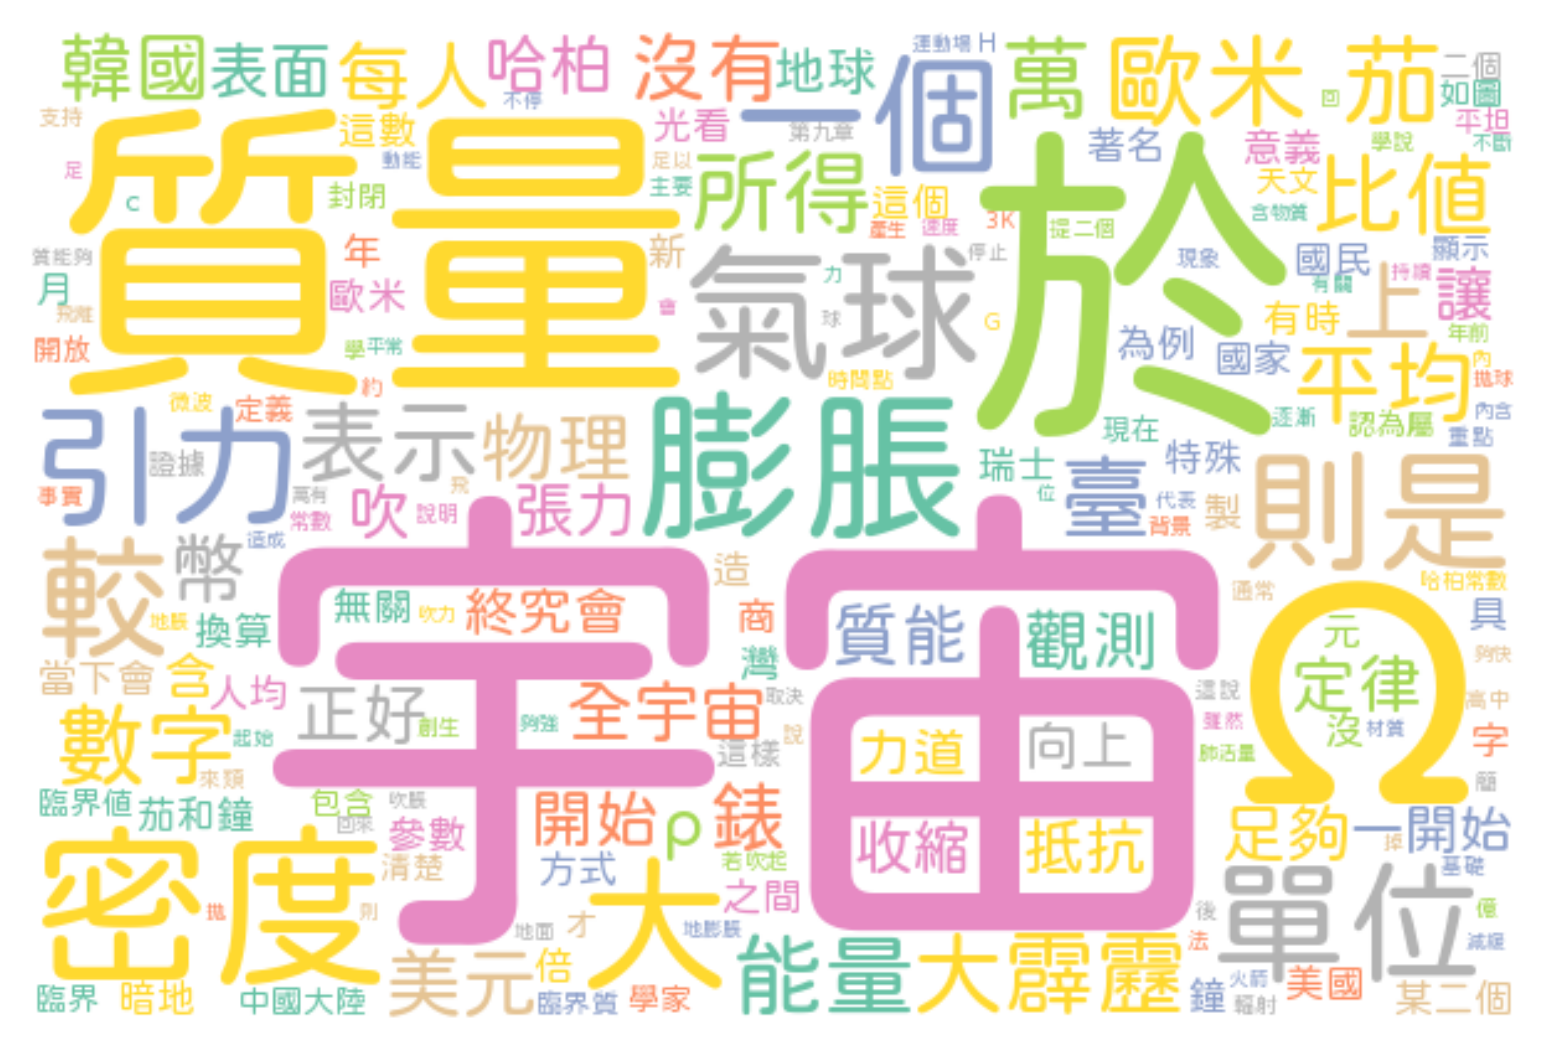 韓國
表面
每人
哈柏
沒有
地球
一個
運動場
H
萬
歐米茄
二個
如圖
支持
不停
這數
光看
第九章
回
平坦
著名
意義
學說
不斷
質量
於
足
動能
足以
主要
所得
這個
天文
比值
c
封閉
含物質
3K
提二個
產生
速度
質能夠
年
新
氣球
停止
現象
國民
顯示
月
歐米
力
有關
持續
讓
上
飛離
會
球
G
有時
年前
開放
學
平常
為例
國家
平均
內
約
時間點
拋球
微波
定義
引力
表示
物理
膨脹
逐漸
認為屬
內含
重點
現在
證據
瑞士
特殊
則是
事實
萬有
常數
吹
說明
飛
張力
位
臺
代表
製
背景
造成
較
幣
宇宙
造
通常
哈柏常數
地脹
換算
無關
吹力
終究會
商
質能
觀測
Ω
元
具
夠快
當下會
含
人均
灣
定律
正好
創生
夠強
全宇宙
取決
這說
高中
數字
起始
說
雖然
沒
材質
字
來類
這樣
力道
向上
肺活量
簡
臨界值
茄和鐘
包含
吹脹
回來
參數
開始
ρ
錶
收縮
抵抗
足夠
一開始
掉
密度
清楚
方式
若吹起
基礎
大
之間
單位
拋
則
地面
才
地膨脹
後
億
法
減緩
臨界
暗地
中國大陸
美元
倍
臨界質
學家
能量
大霹靂
鐘
火箭
輻射
美國
某二個